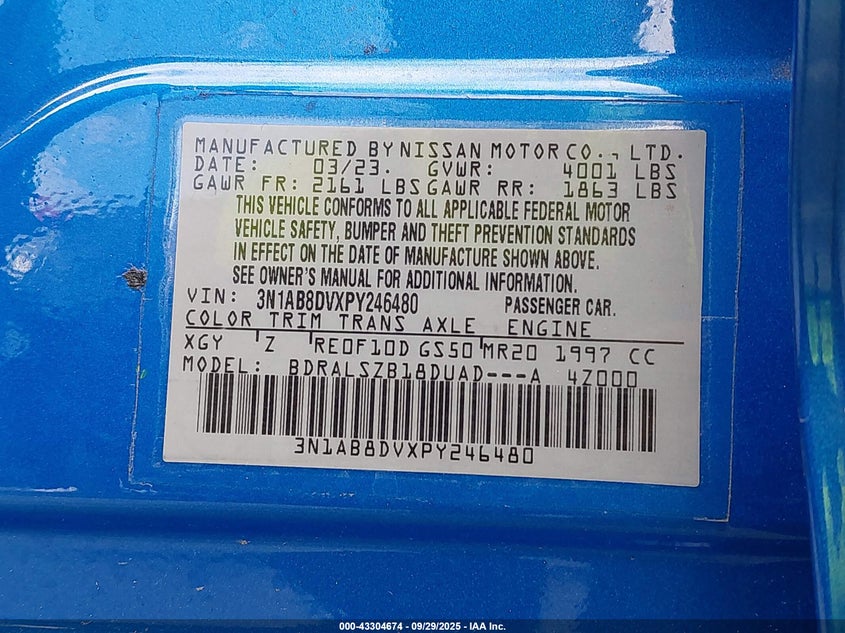 MANUFACTURED BY NISSAN MOTOR CO., LTD.
DATE: 03/23. GVWR: 4001 LBS
GAWR FR: 2161 LBS GAWR RR: 1863 LBS
THIS VEHICLE CONFORMS TO ALL APPLICABLE FEDERAL MOTOR
VEHICLE SAFETY, BUMPER AND THEFT PREVENTION STANDARDS
IN EFFECT ON THE DATE OF MANUFACTURE SHOWN ABOVE.
SEE OWNER'S MANUAL FOR ADDITIONAL INFORMATION.
VIN: 3N1AB8DVXPY246480 PASSENGER CAR.
COLOR TRIM TRANS AXLE ENGINE
XGY Z RE0F10D GS50 MR20 1997 CC
MODEL: BDRALSZB18DUAD---A 4Z000
3N1AB8DVXPY246480
000-43304674 - 09/29/2025 - IAA Inc.